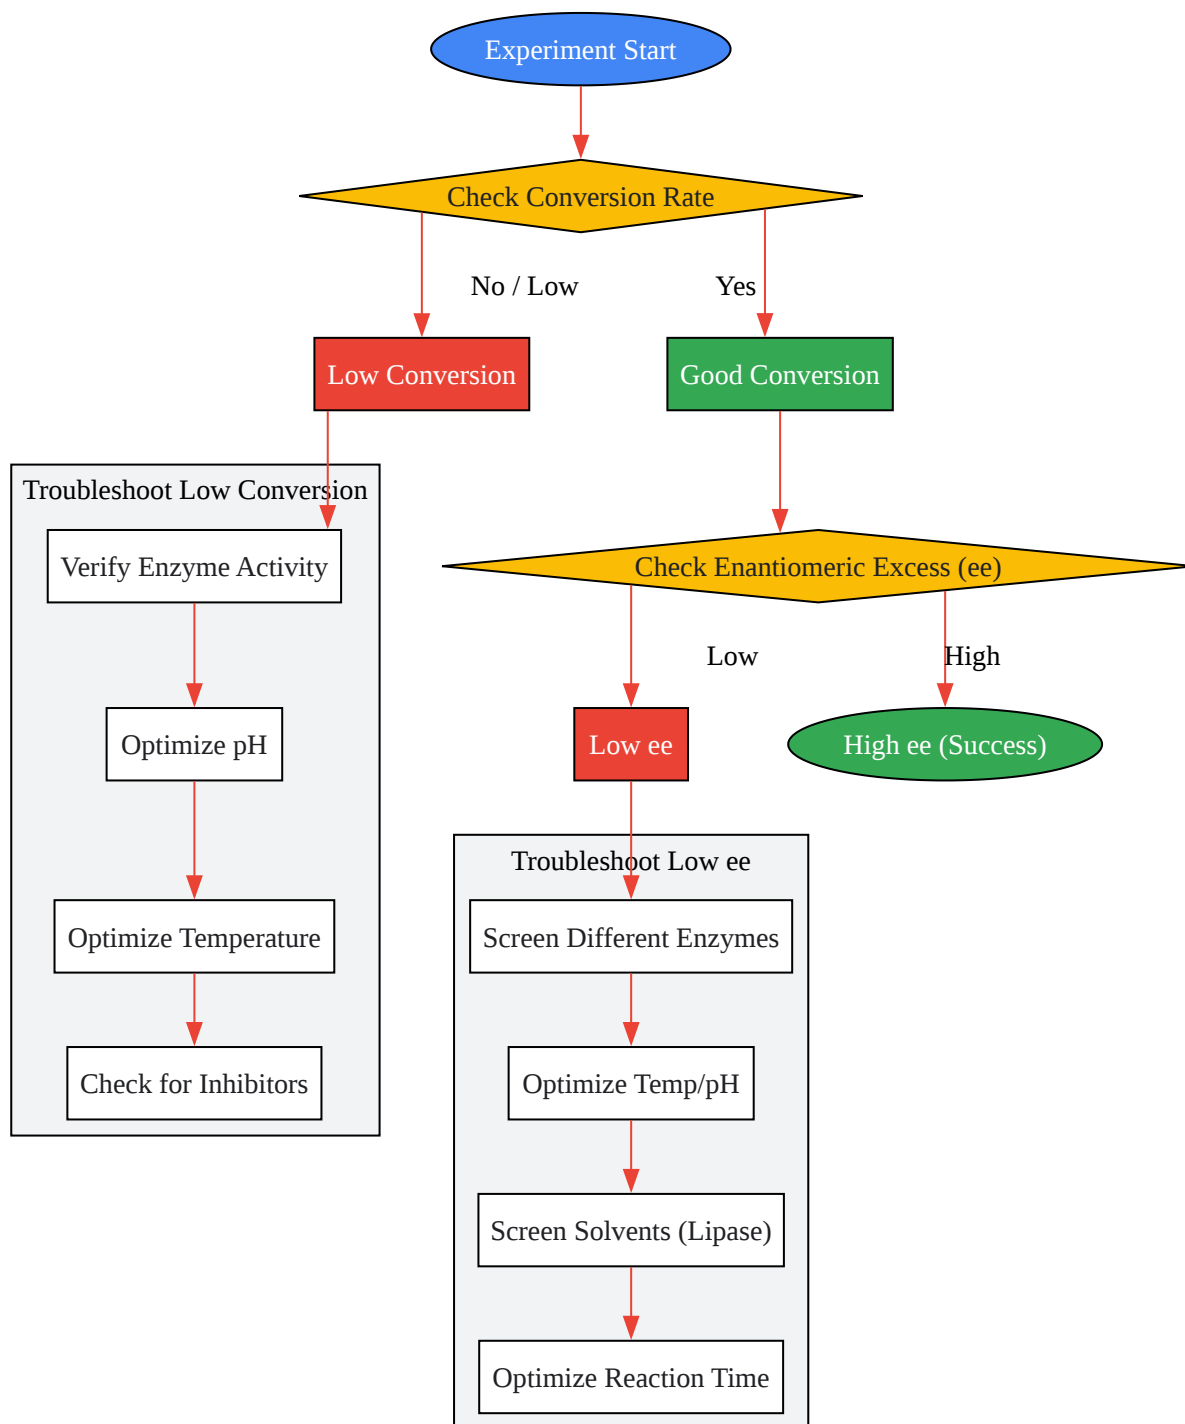 Experiment Start
Check Conversion Rate
No / Low
Yes
Low Conversion
Good Conversion
Troubleshoot Low Conversion
Verify Enzyme Activity
Check Enantiomeric Excess (ee)
Low
High
Optimize pH
Low ee
High ee (Success)
Troubleshoot Low ee
Optimize Temperature
Screen Different Enzymes
Check for Inhibitors
Optimize Temp/pH
Screen Solvents (Lipase)
Optimize Reaction Time